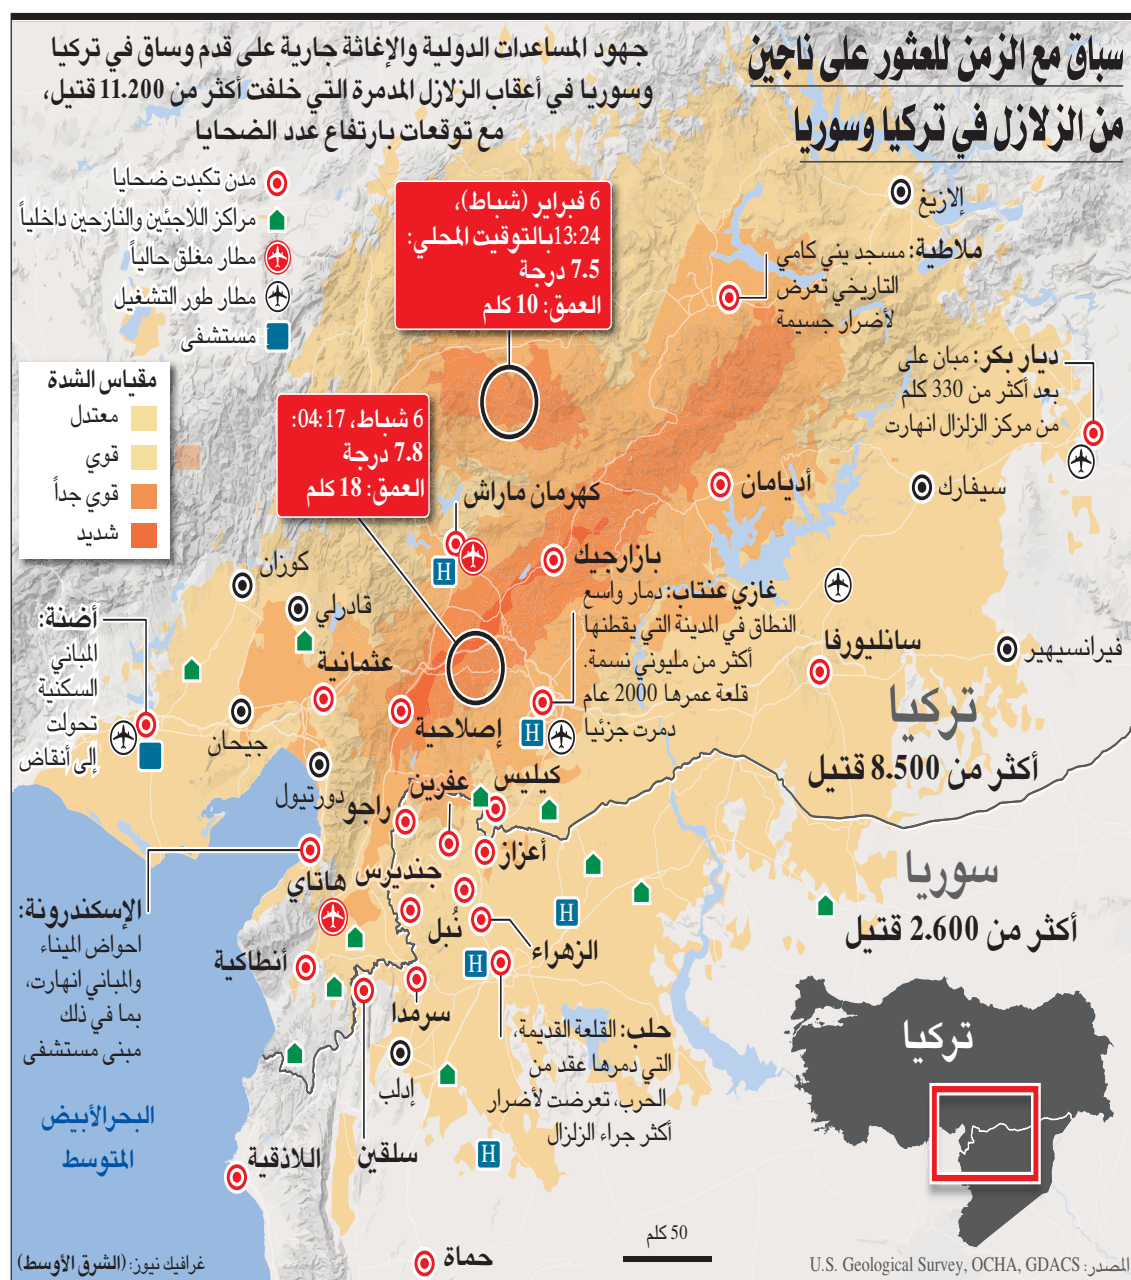 سباق مع الزمن للعثور على ناجين
من الزلازل في تركيا وسوريا
جهود المساعدات الدولية والإغاثة جارية على قدم وساق في تركيا
وسوريا في أعقاب الزلازل المدمرة التي خلفت أكثر من 11.200 قتيل،
مع توقعات بارتفاع عدد الضحايا
مدن تكبدت ضحايا
مراكز اللاجئين والنازحين داخلياً
مطار مغلق حالياً
مطار طور التشغيل
مستشفى
مقياس الشدة
معتدل
قوي
قوي جداً
شديد
6 فبراير (شباط)،
13:24بالتوقيت المحلي:
7.5 درجة
العمق: 10 كلم
6 شباط، 04:17:
7.8 درجة
العمق: 18 كلم
إلازيغ
ملاطية: مسجد يني كامي
التاريخي تعرض
لأضرار جسيمة
ديار بكر: مبان على
بعد أكثر من 330 كلم
من مركز الزلزال انهارت
سيفارك
أديامان
كهرمان ماراش
بازارجيك
غازي عنتاب: دمار واسع
النطاق في المدينة التي يقطنها
أكثر من مليوني نسمة.
قلعة عمرها 2000 عام
دمرت جزئيا
سانليورفا
فيرانسيهير
كوزان
قادرلي
عثمانية
أضنة:
المباني
السكنية
تحولت
إلى أنقاض
جيحان
إصلاحية
دورتيول
H
H
تركيا
أكثر من 8.500 قتيل
كيليس
عفرين
راجو
أعزاز
جنديرس
نُبل
الزهراء
H
H
سوريا
أكثر من 2.600 قتيل
هاتاي
الإسكندرونة:
احواض الميناء
والمباني انهارت،
بما في ذلك
مبنى مستشفى
أنطاكية
سرمدا
حلب: القلعة القديمة،
التي دمرها عقد من
الحرب، تعرضت لأضرار
أكثر جراء الزلزال
إدلب
سلقين
H
البحر الأبيض
المتوسط
اللاذقية
حماة
تركيا
50 كلم
المصدر: U.S. Geological Survey, OCHA, GDACS
غرافيك نيوز: (الشرق الأوسط)